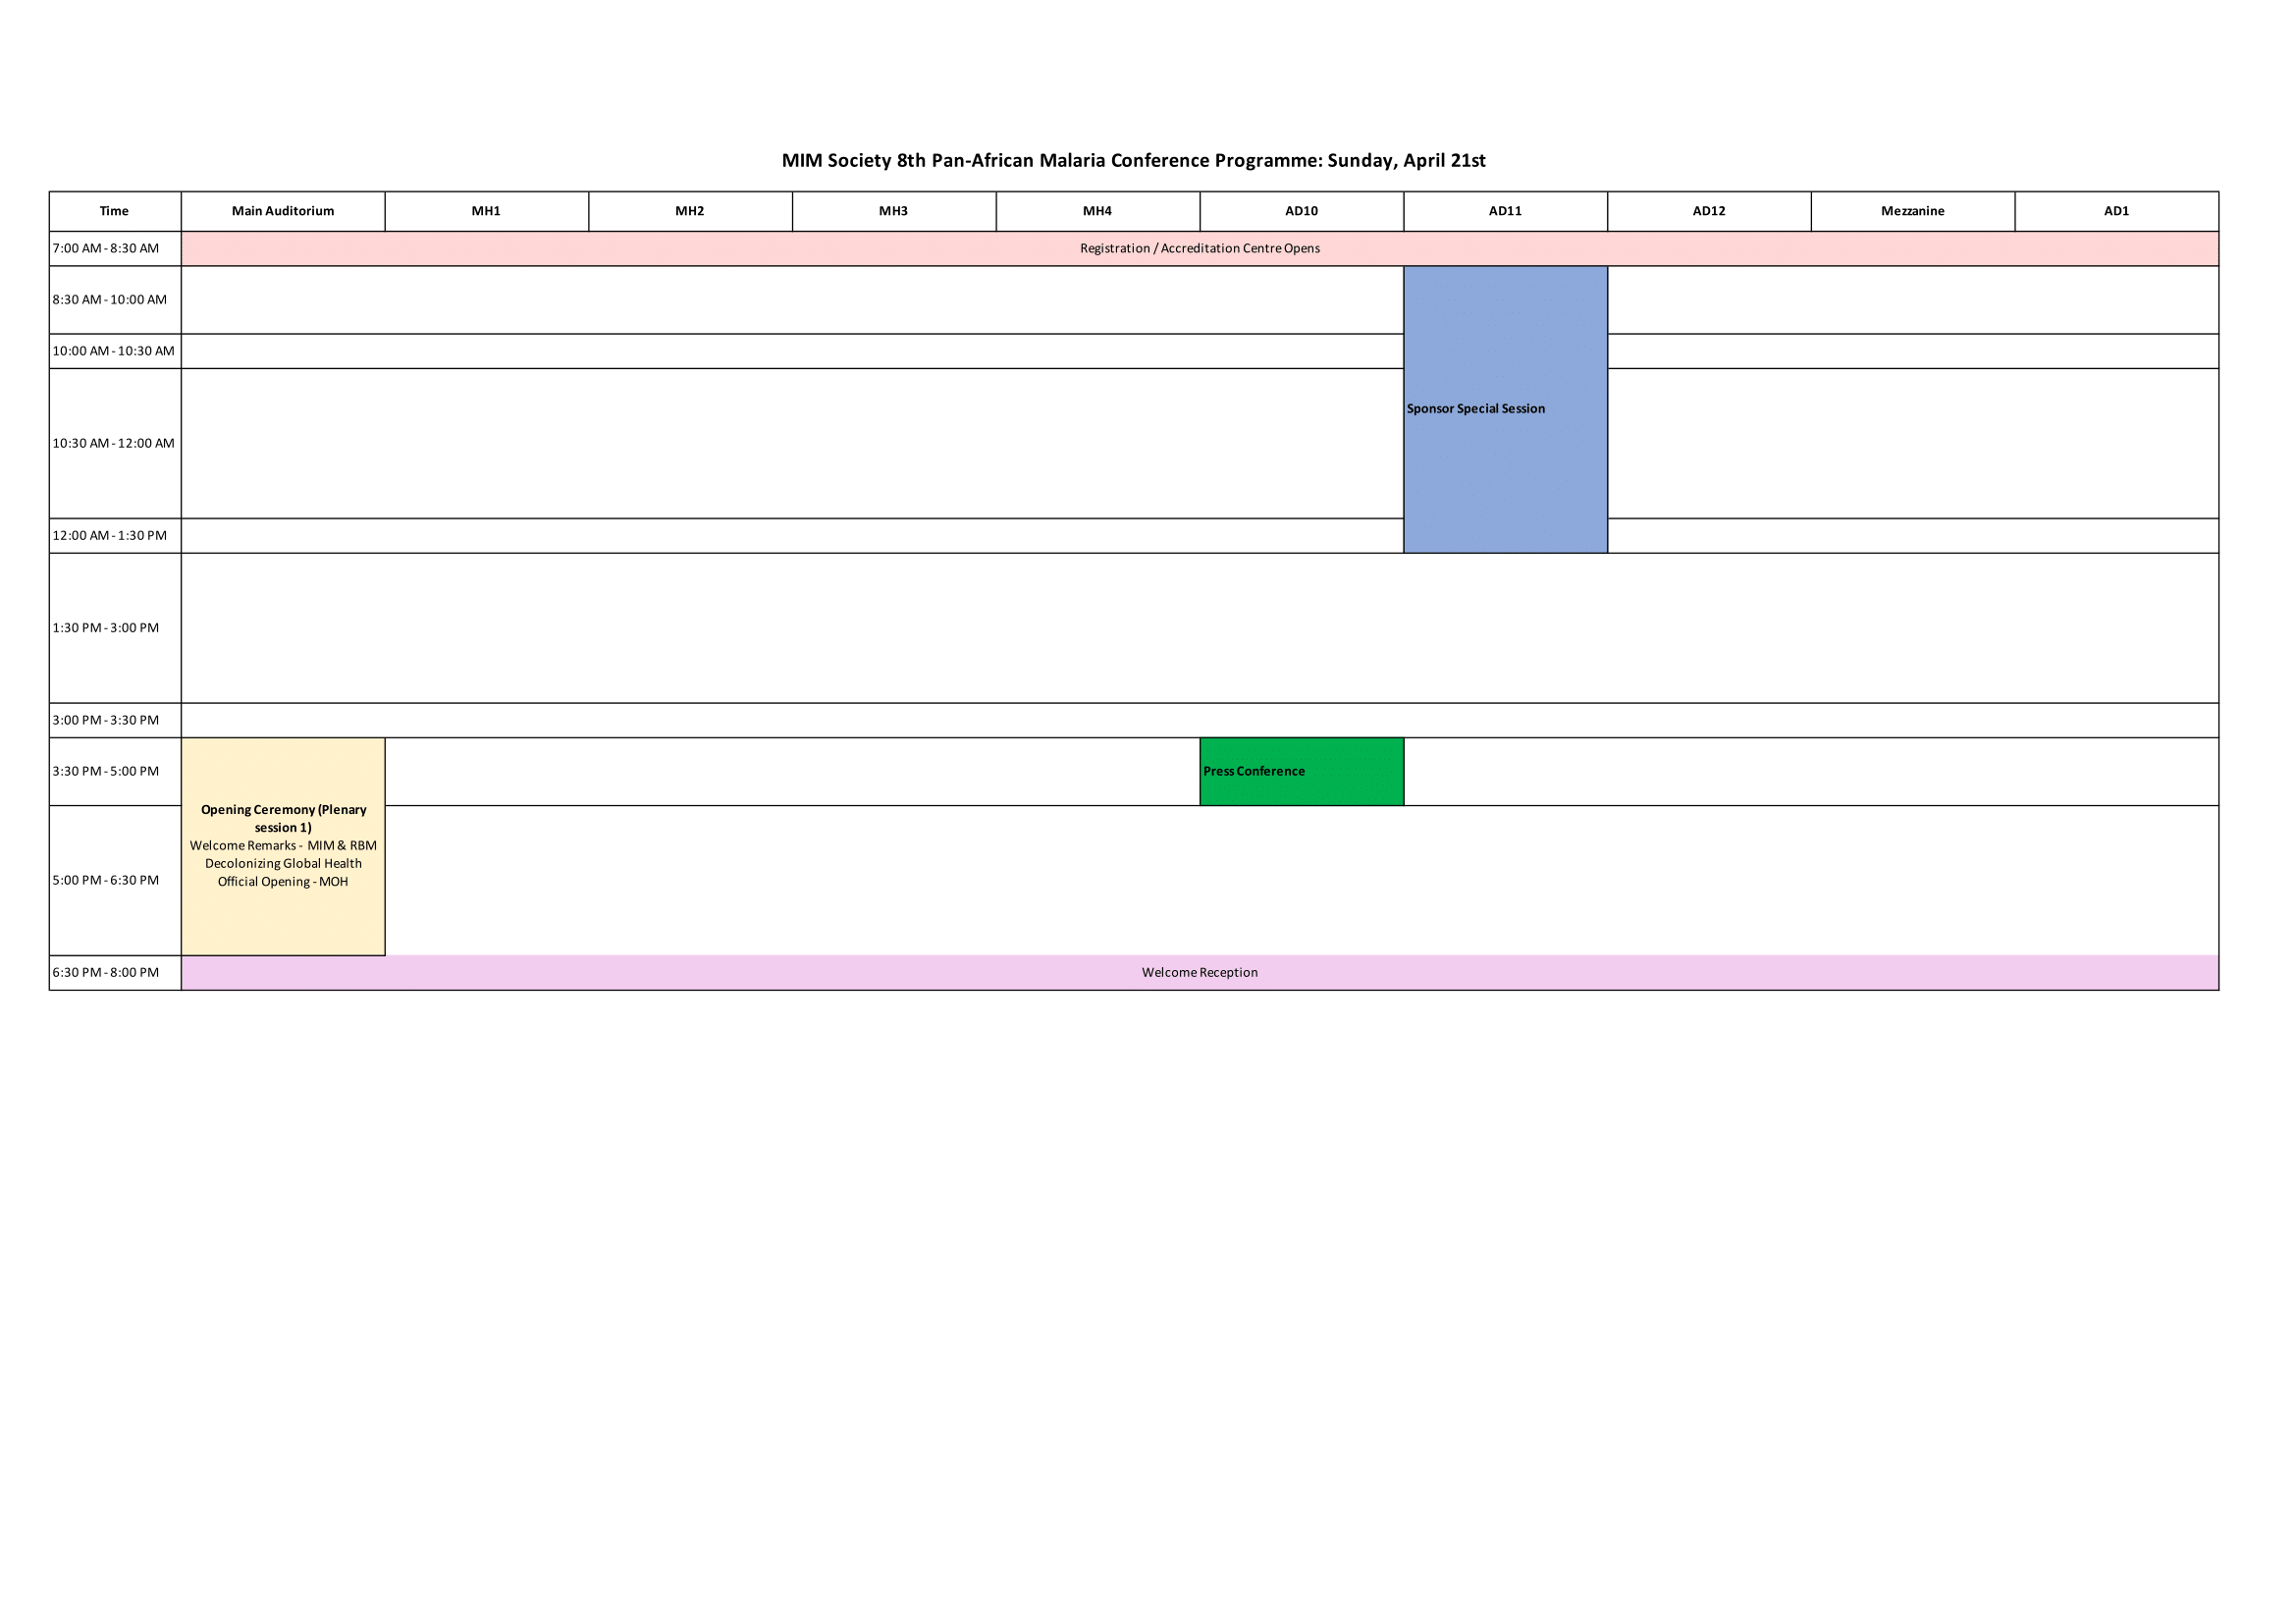 MIM Society 8th Pan-African Malaria Conference Programme: Sunday, April 21st
Time Main Auditorium MH1 MH2 MH3 MH4 AD10 AD11 AD12 Mezzanine AD1
7:00 AM - 8:30 AM Registration / Accreditation Centre Opens
8:30 AM - 10:00 AM
10:00 AM - 10:30 AM
Sponsor Special Session
10:30 AM - 12:00 AM
12:00 AM - 1:30 PM
1:30 PM - 3:00 PM
3:00 PM - 3:30 PM
3:30 PM - 5:00 PM Press Conference
Opening Ceremony (Plenary
session 1)
Welcome Remarks - MIM & RBM
Decolonizing Global Health
Official Opening - MOH
5:00 PM - 6:30 PM
6:30 PM - 8:00 PM Welcome Reception